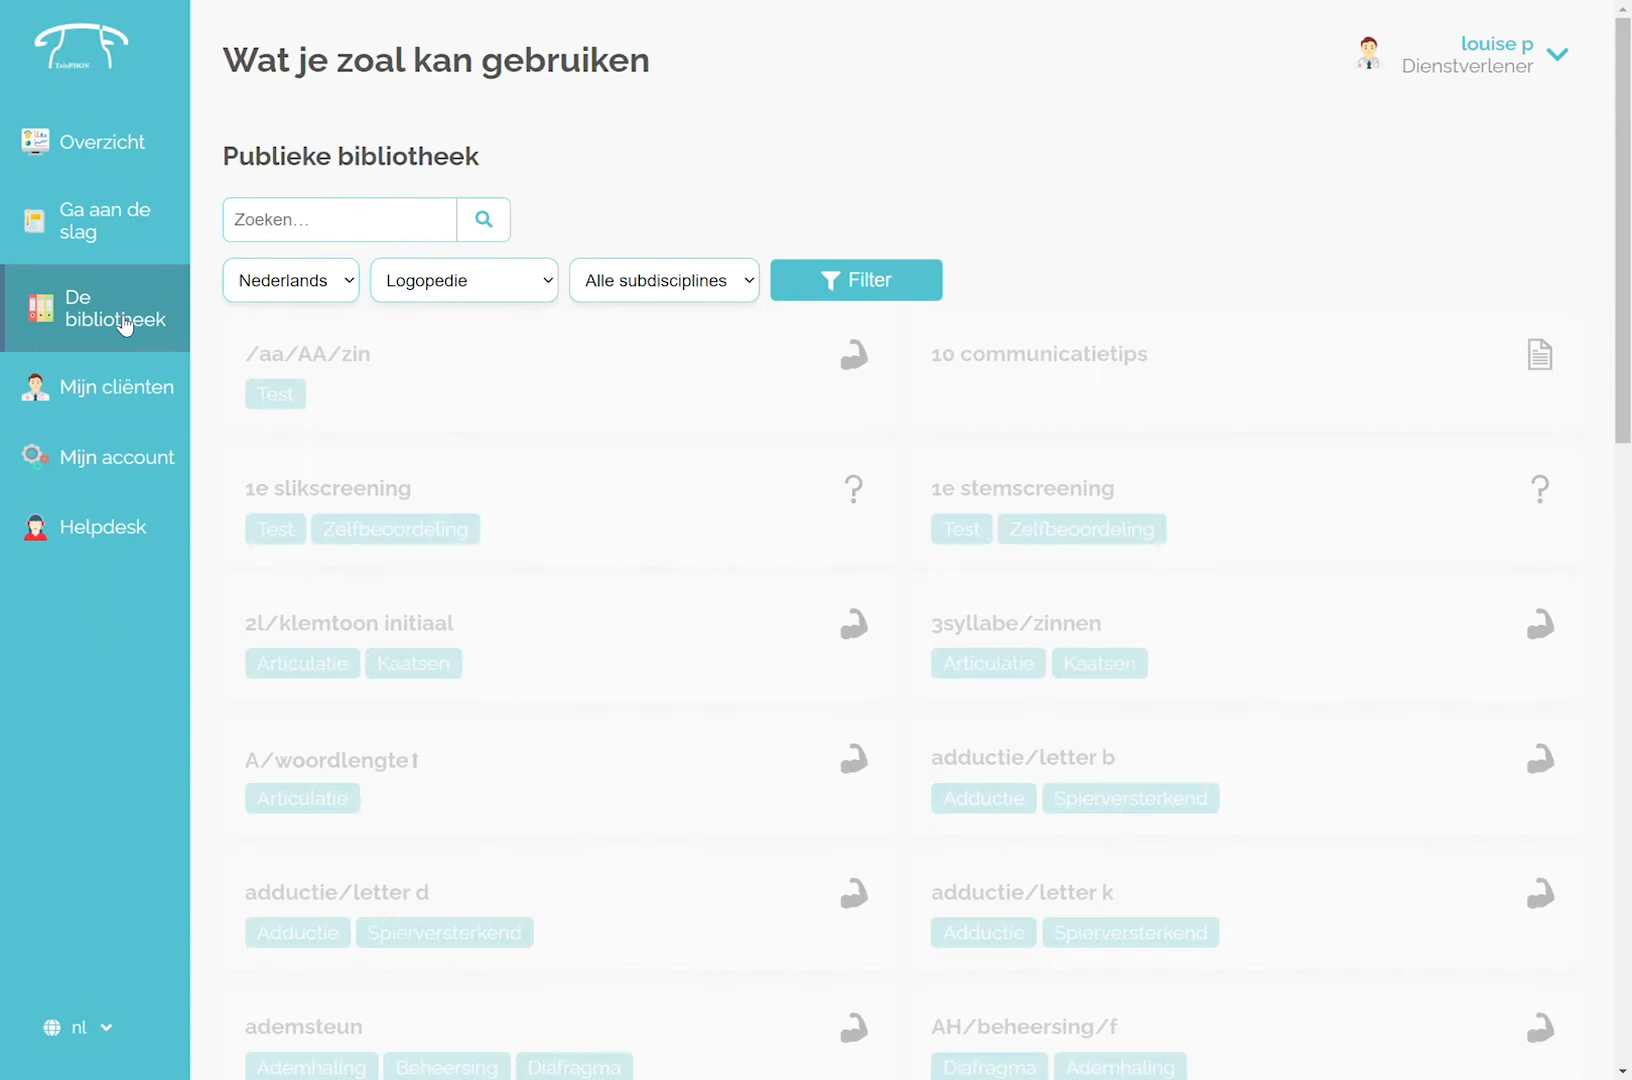 TelePHON
Overzicht
Ga aan de
slag
De
bibliotheek
Mijn cliënten
Mijn account
Helpdesk
nl
Wat je zoal kan gebruiken
louise p
Dienstverlener
Publieke bibliotheek
Zoeken...
Nederlands
Logopedie
Alle subdisciplines
Filter
/aa/AA/zin
Test
10 communicatietips
1e slikscreening
Test Zelfbeoordeling
1e stemscreening
Test Zelfbeoordeling
2l/klemtoon initiaal
Articulatie Kaatsen
3syllabe/zinnen
Articulatie Kaatsen
A/woordlengte↑
Articulatie
adductie/letter b
Adductie Spierversterkend
adductie/letter d
Adductie Spierversterkend
adductie/letter k
Adductie Spierversterkend
ademsteun
Ademhaling Beheersing Diafragma
AH/beheersing/f
Diafragma Ademhaling